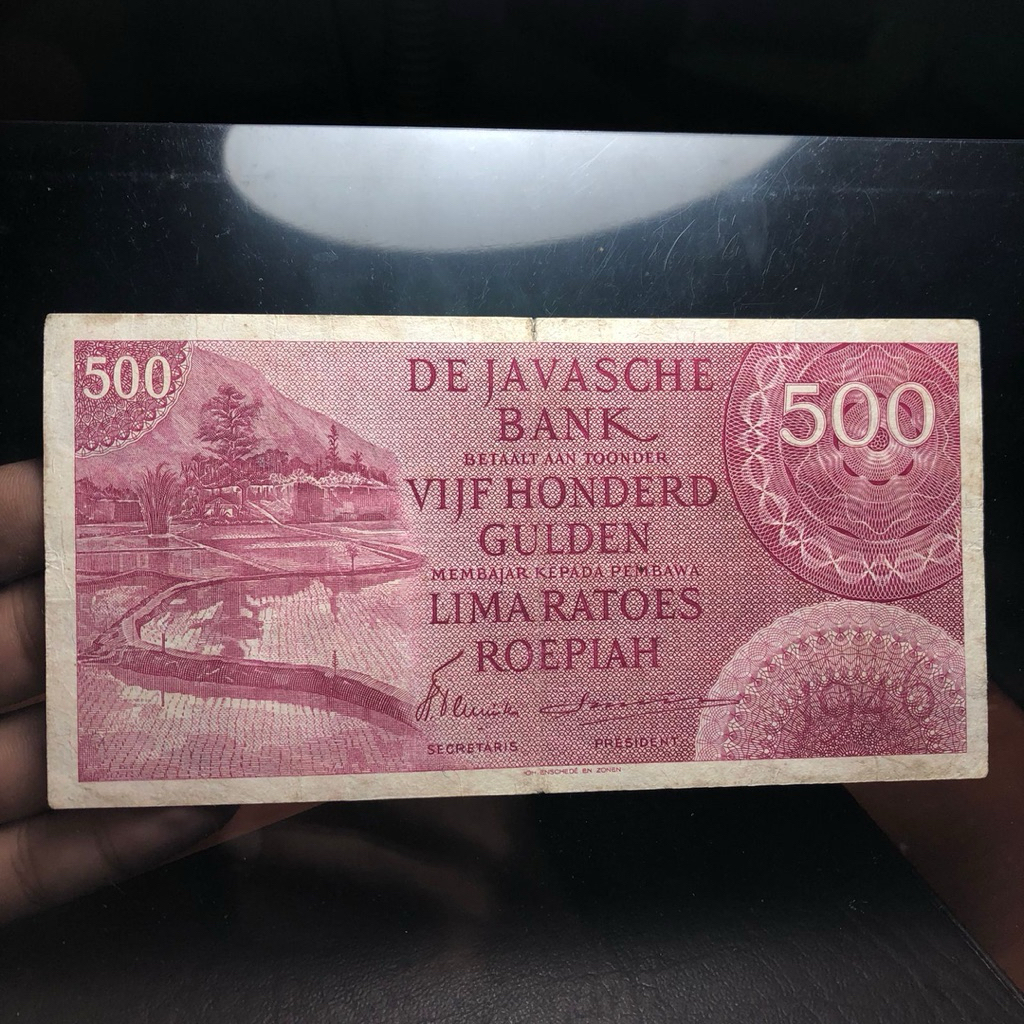 500
DE JAVASCHE
BANK
BETAALT AAN TOONDER
VIJF HONDERD
GULDEN
MEMBAJAR KEPADA PEMBAWA
LIMA RATOES
ROEPIAH
SECRETARIS PRESIDENT
JOH. ENSCHEDÉ EN ZONEN
500
1946